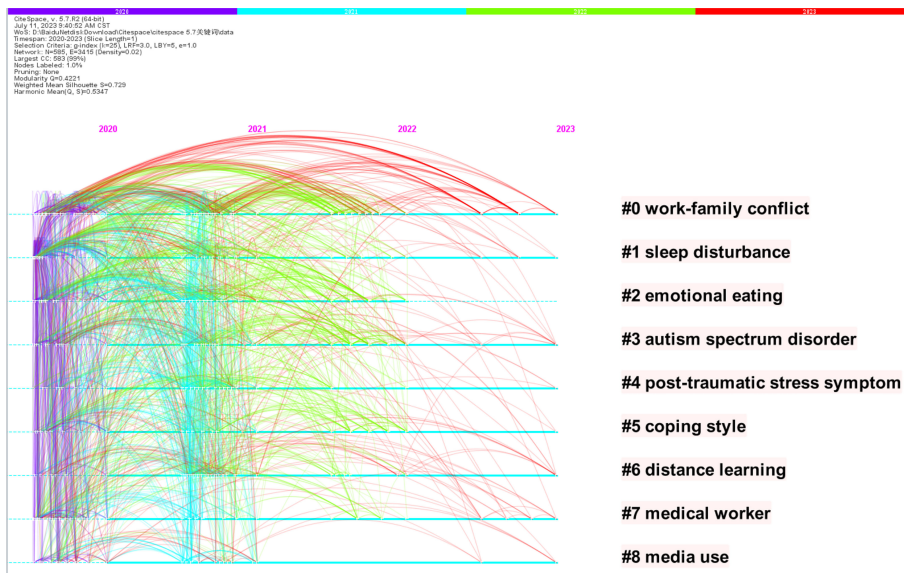 2020 2021 2022 2023
CiteSpace, v. 5.7.R2 (64-bit)
July 11, 2023 9:40:52 AM CST
WoS: D:\BaiduNetdisk\Download\Citespace\citespace 5.7关键词\data
Timespan: 2020-2023 (Slice Length=1)
Selection Criteria: g-index (k=25), LRF=3.0, LBY=5, e=1.0
Network: N=585, E=3415 (Density=0.02)
Largest CC: 583 (99%)
Nodes Labeled: 1.0%
Pruning: None
Modularity Q=0.4221
Weighted Mean Silhouette S=0.729
Harmonic Mean(Q, S)=0.5347
2020 2021 2022 2023
#0 work-family conflict
#1 sleep disturbance
#2 emotional eating
#3 autism spectrum disorder
#4 post-traumatic stress symptom
#5 coping style
#6 distance learning
#7 medical worker
#8 media use